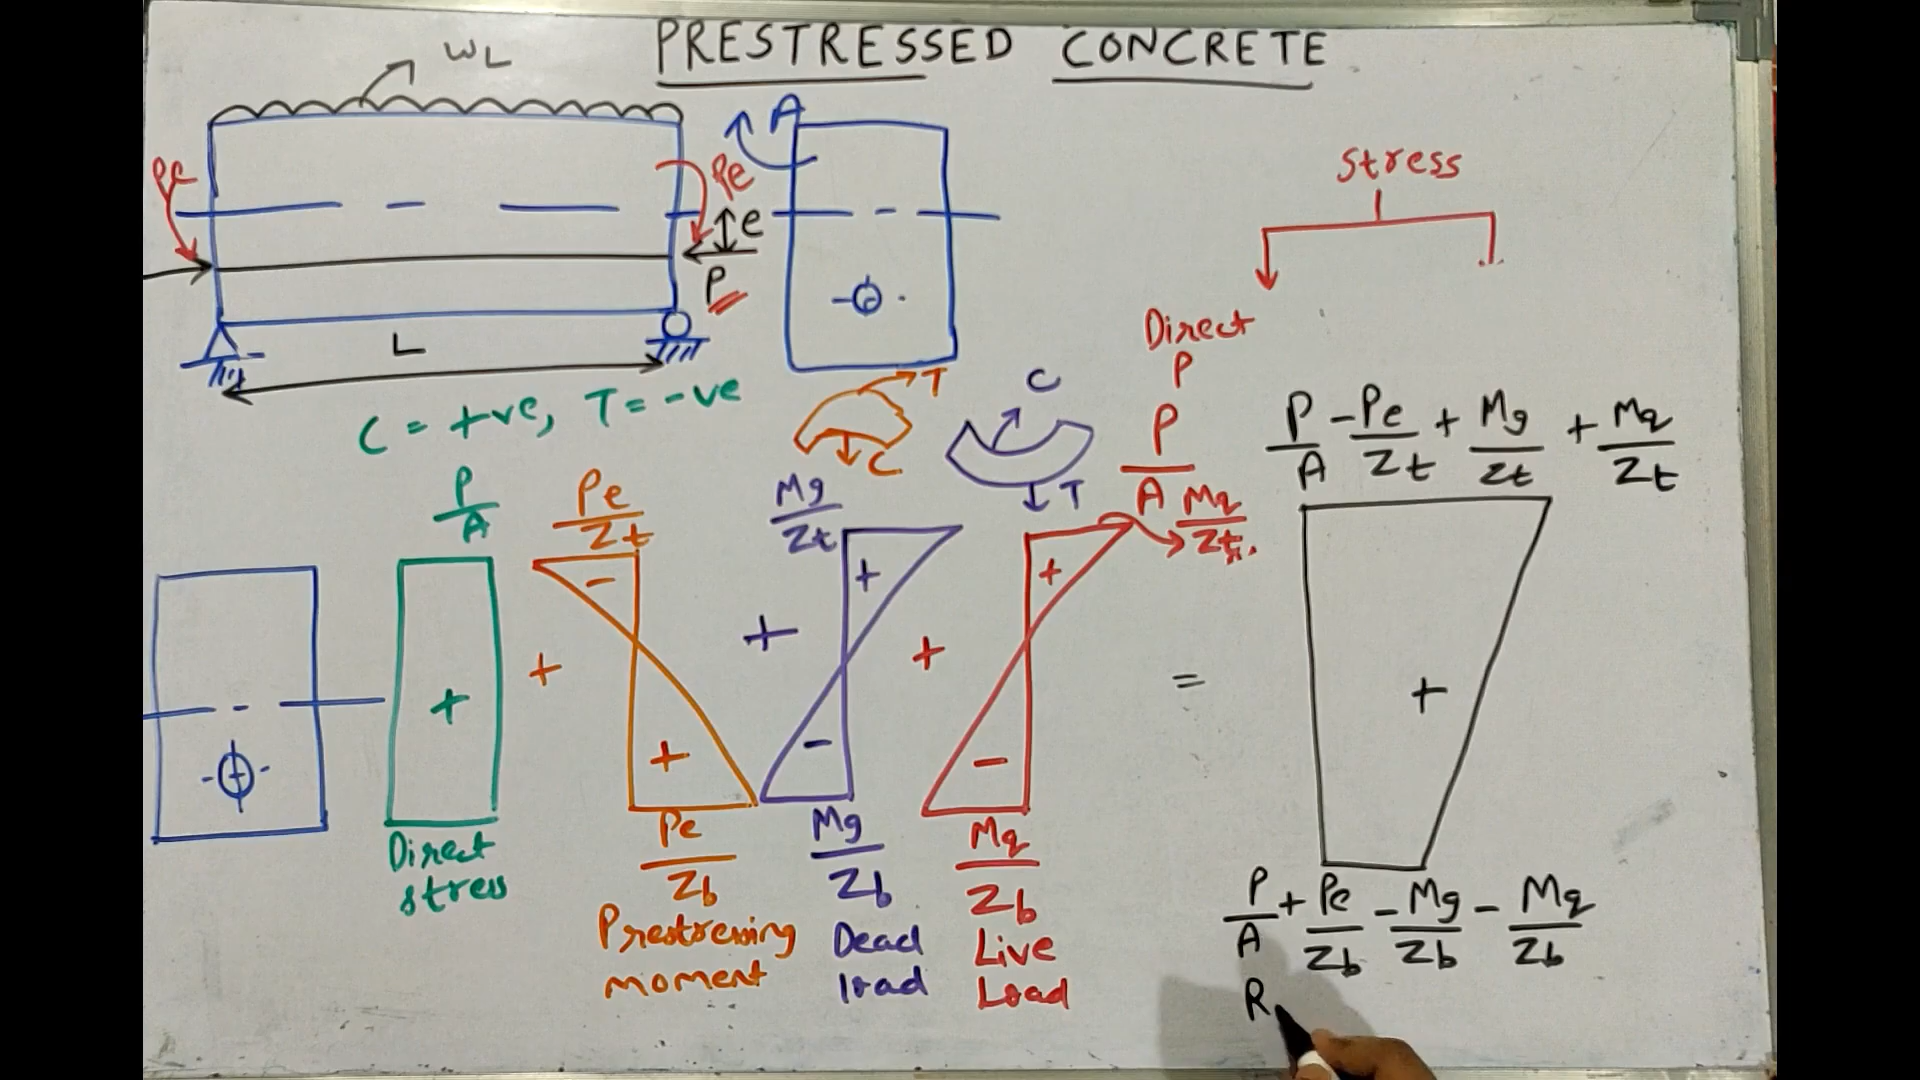 PRESTRESSED CONCRETE
WL
A
Pe
Pe
e
P
L
C = +ve, T = -ve
Stress
Direct
P
P/A
T
C
C
T
P/A
Pe/Zt
Mg/Zt
Mq/Zt
P/A - Pe/Zt + Mg/Zt + Mq/Zt
+
+
-
+
+
+
-
+
+
-
=
+
Direct stress
Pe/Zb
Prestressing moment
Mg/Zb
Dead load
Mq/Zb
Live Load
P/A + Pe/Zb - Mg/Zb - Mq/Zb
R